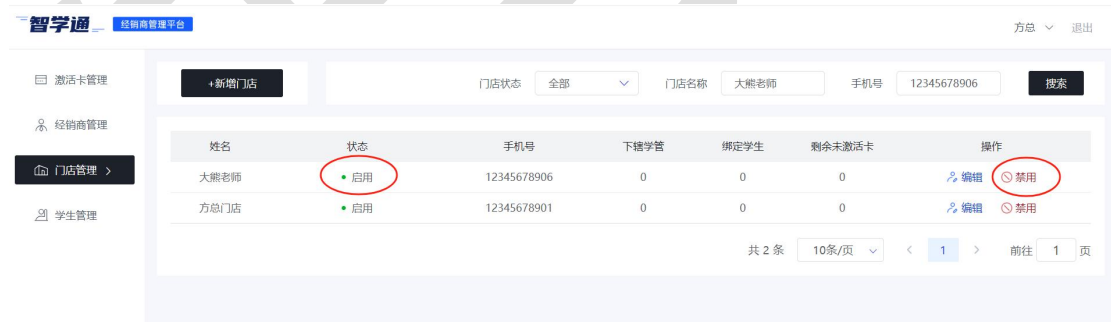 智学通 经销商管理平台 方总 退出
激活卡管理
经销商管理
门店管理 >
学生管理
+新增门店 门店状态 全部 门店名称 大熊老师 手机号 12345678906 搜索
姓名 状态 手机号 下辖学管 绑定学生 剩余未激活卡 操作
大熊老师 启用 12345678906 0 0 0 编辑 禁用
方总门店 启用 12345678901 0 0 0 编辑 禁用
共 2 条 10条/页 < 1 > 前往 1 页